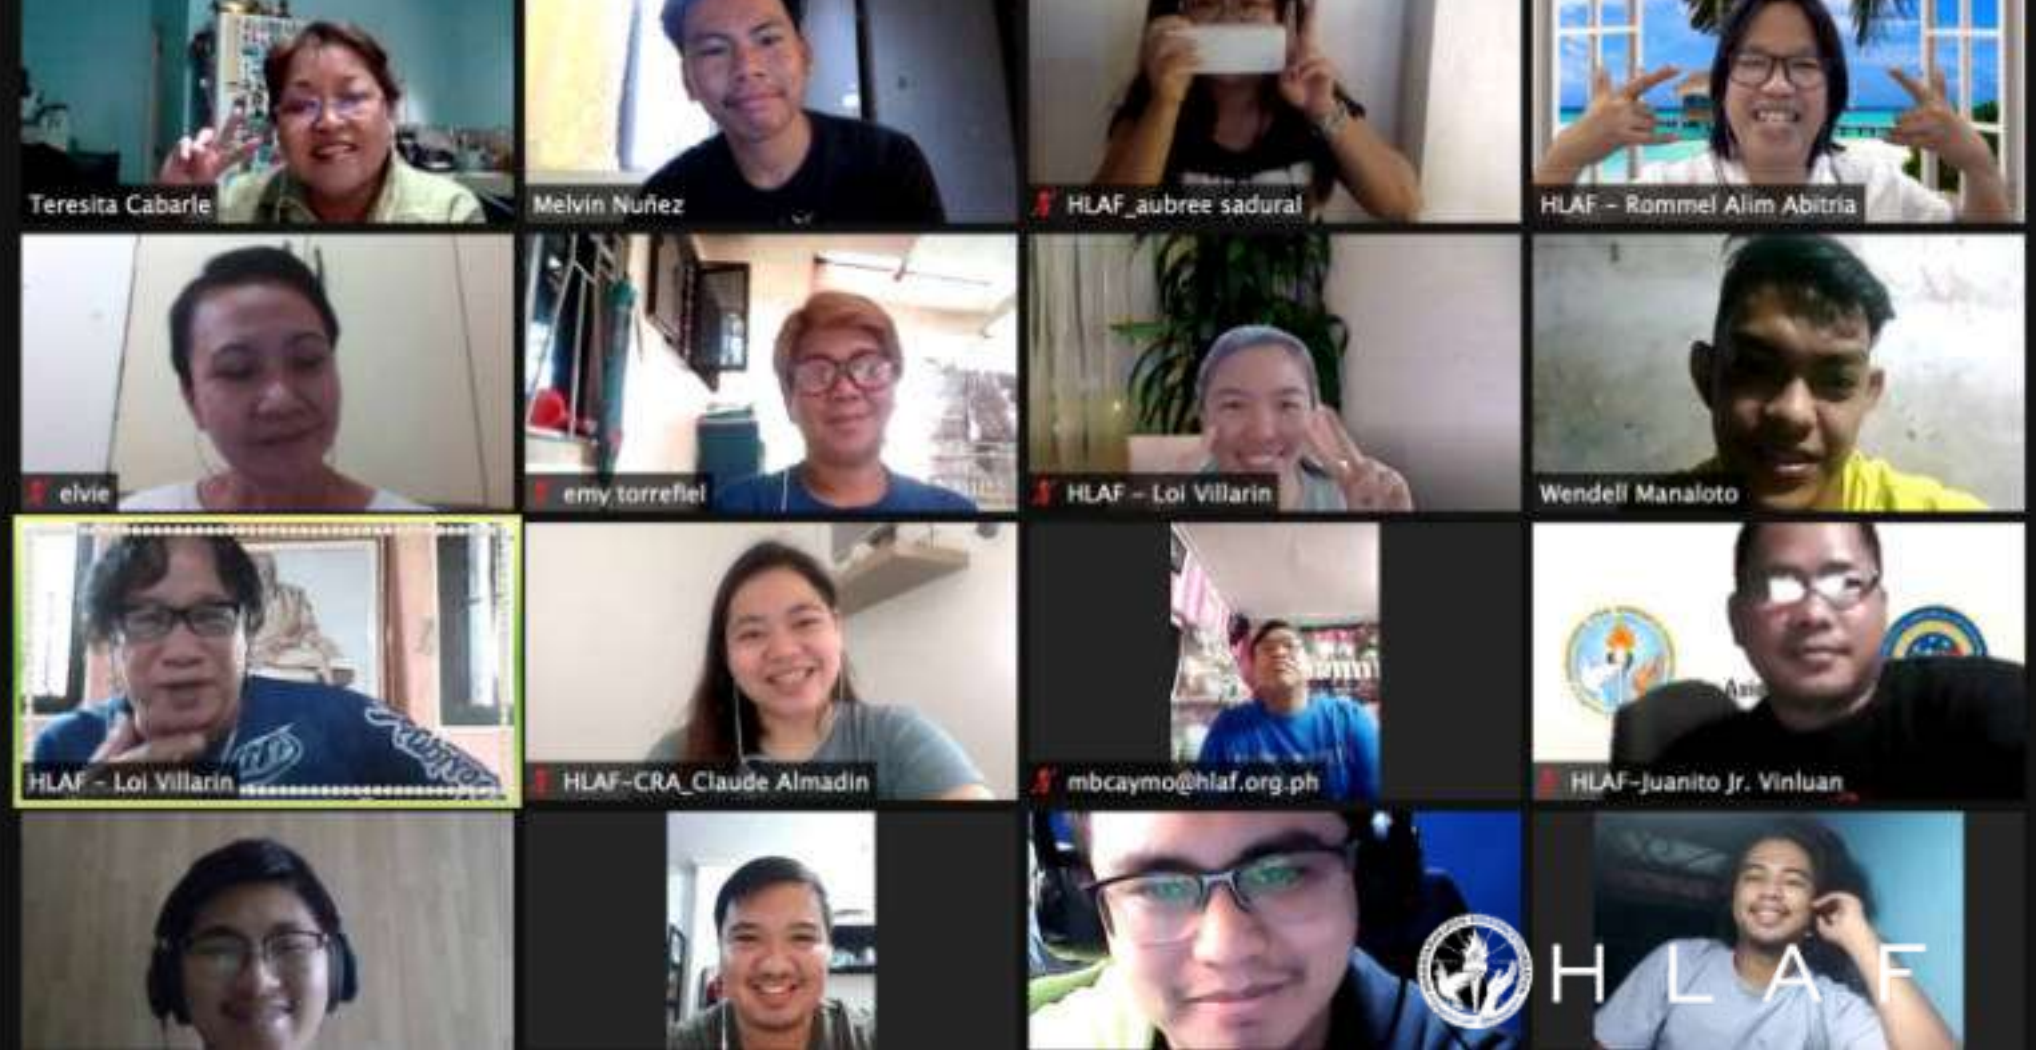 Teresita Cabarle
Melvin Nuñez
HLAF_aubree sadural
HLAF - Rommel Alim Abitria
elvie
emy torrefiel
HLAF - Loi Villarin
Wendell Manaloto
HLAF - Loi Villarin
HLAF-CRA_Claude Almadin
mbcaymo@hlaf.org.ph
HLAF-Juanito Jr. Vinluan
HLAF